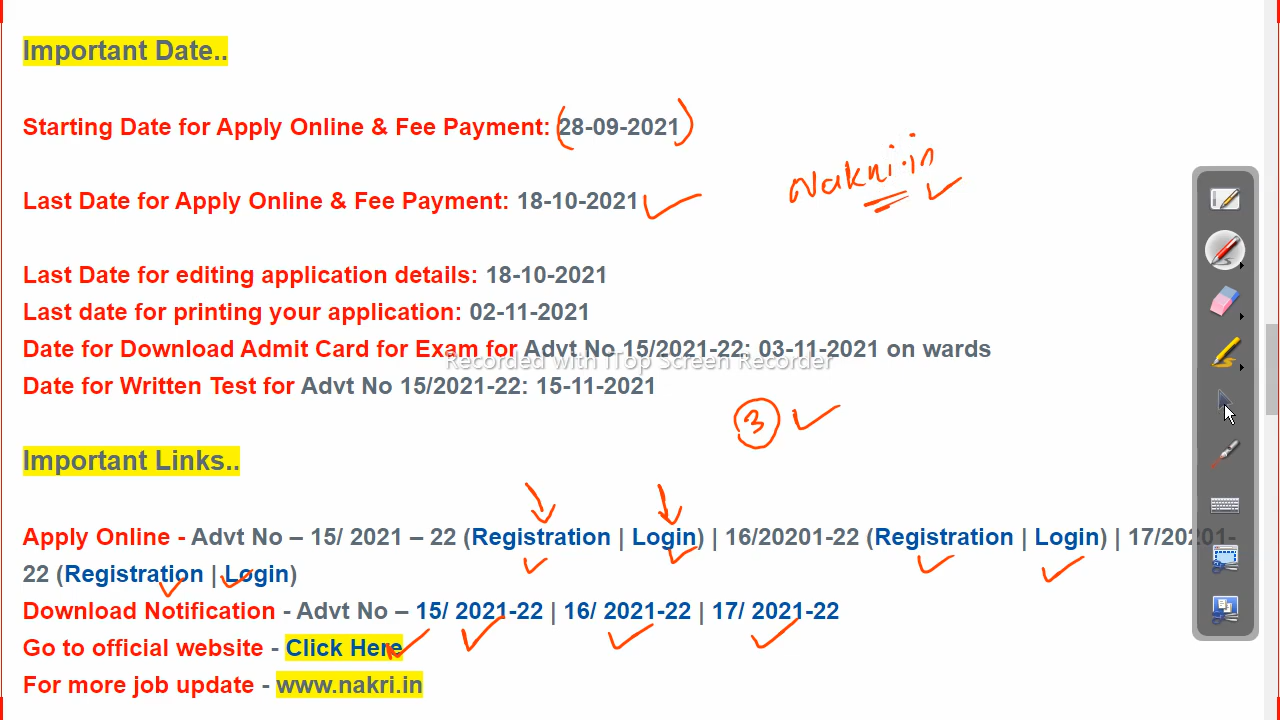 Important Date..
Starting Date for Apply Online & Fee Payment: (28-09-2021)
Nakri.in
Last Date for Apply Online & Fee Payment: 18-10-2021
Last Date for editing application details: 18-10-2021
Last date for printing your application: 02-11-2021
Date for Download Admit Card for Exam for Advt No 15/2021-22: 03-11-2021 on wards
Recorded with iTop Screen Recorder
Date for Written Test for Advt No 15/2021-22: 15-11-2021
3
Important Links..
Apply Online - Advt No – 15/ 2021 – 22 (Registration | Login) | 16/20201-22 (Registration | Login) | 17/20201-
22 (Registration | Login)
Download Notification - Advt No – 15/ 2021-22 | 16/ 2021-22 | 17/ 2021-22
Go to official website - Click Here
For more job update - www.nakri.in